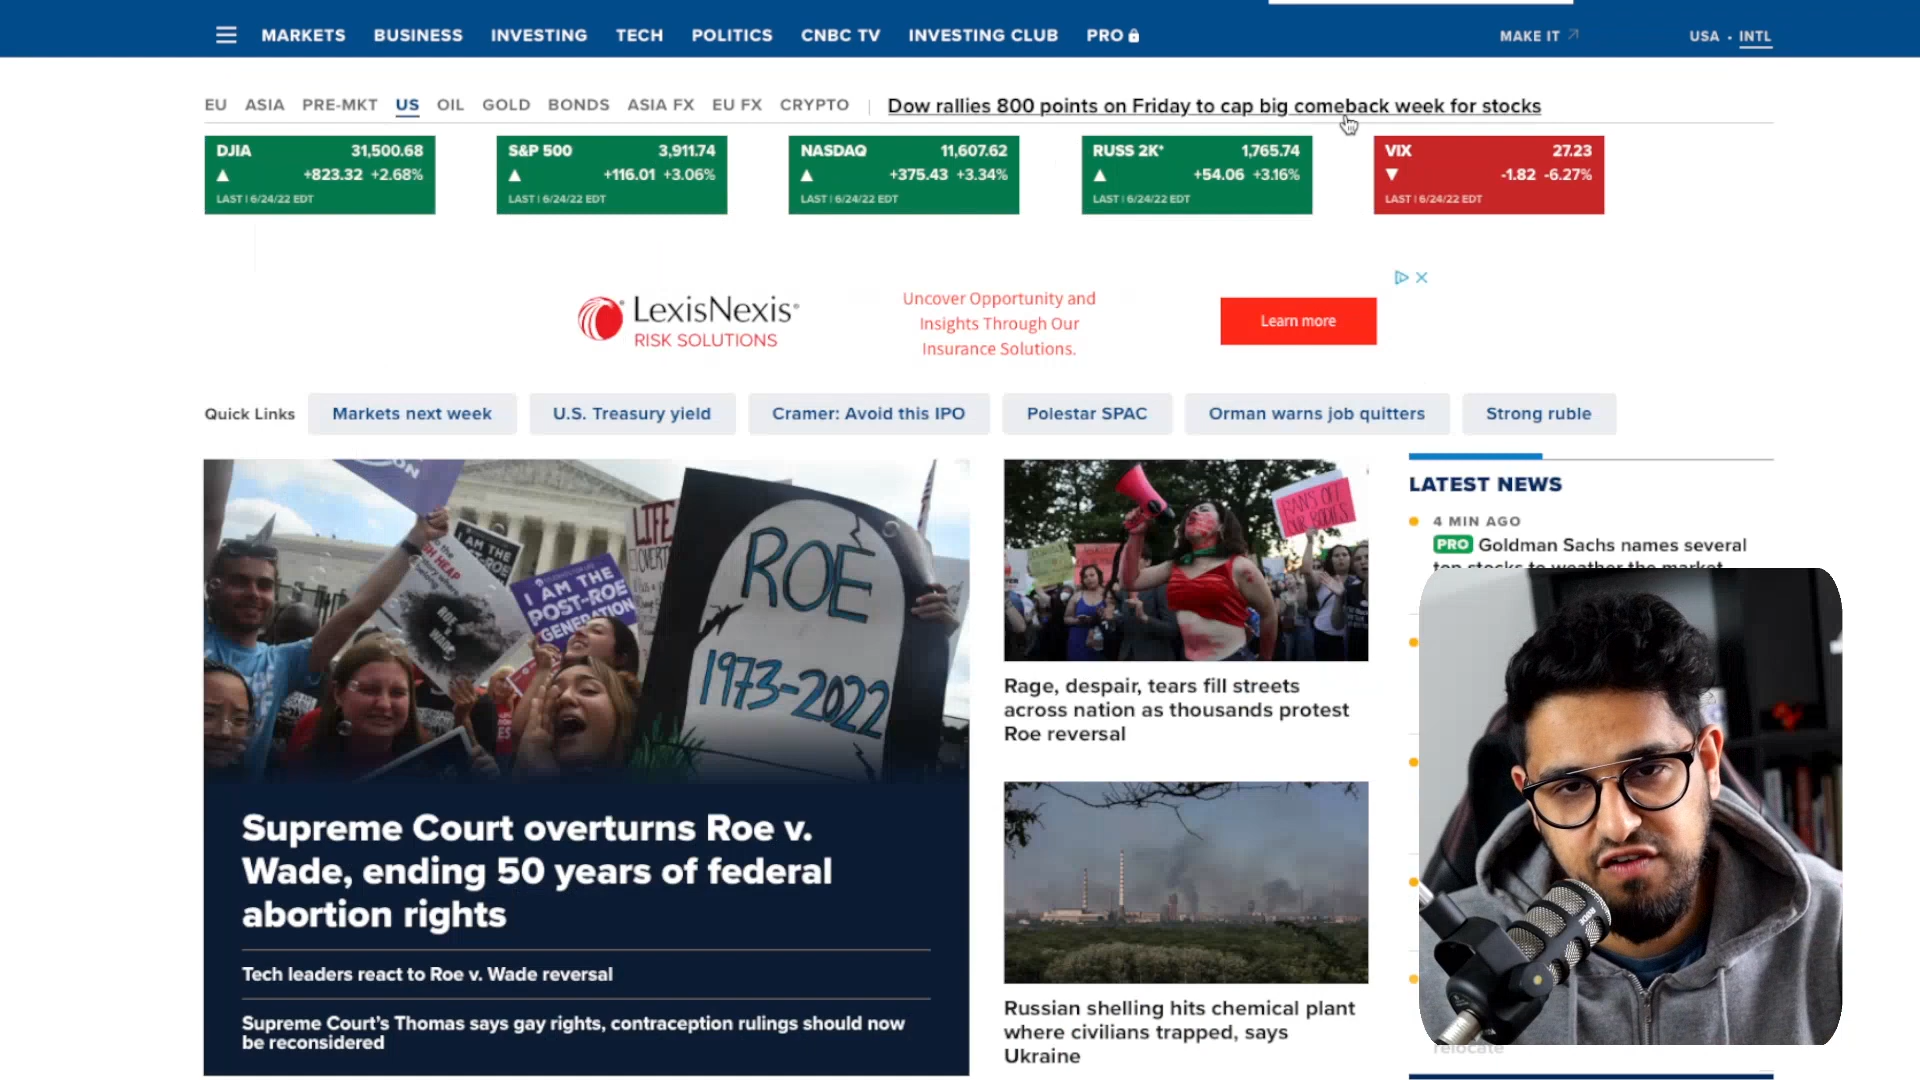 MARKETS BUSINESS INVESTING TECH POLITICS CNBC TV INVESTING CLUB PRO MAKE IT USA • INTL
EU ASIA PRE-MKT US OIL GOLD BONDS ASIA FX EU FX CRYPTO | Dow rallies 800 points on Friday to cap big comeback week for stocks
DJIA 31,500.68
▲ +823.32 +2.68%
LAST | 6/24/22 EDT
S&P 500 3,911.74
▲ +116.01 +3.06%
LAST | 6/24/22 EDT
NASDAQ 11,607.62
▲ +375.43 +3.34%
LAST | 6/24/22 EDT
RUSS 2K* 1,765.74
▲ +54.06 +3.16%
LAST | 6/24/22 EDT
VIX 27.23
▼ -1.82 -6.27%
LAST | 6/24/22 EDT
LexisNexis®
RISK SOLUTIONS
Uncover Opportunity and
Insights Through Our
Insurance Solutions.
Learn more
Quick Links Markets next week U.S. Treasury yield Cramer: Avoid this IPO Polestar SPAC Orman warns job quitters Strong ruble
LIFE
I AM THE
I AM THE
POST-ROE
GENERATION
ROE
1973-2022
Supreme Court overturns Roe v.
Wade, ending 50 years of federal
abortion rights
Tech leaders react to Roe v. Wade reversal
Supreme Court's Thomas says gay rights, contraception rulings should now
be reconsidered
BANS OFF
OUR BODIES
Rage, despair, tears fill streets
across nation as thousands protest
Roe reversal
Russian shelling hits chemical plant
where civilians trapped, says
Ukraine
LATEST NEWS
4 MIN AGO
PRO Goldman Sachs names several
top stocks to weather the market
relocate
RØDE